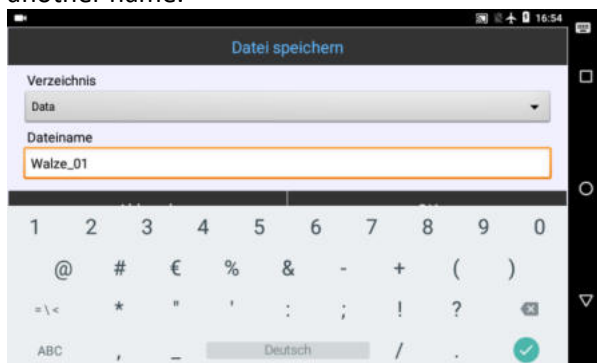 another name.
16:54
Datei speichern
Verzeichnis
Data
Dateiname
Walze_01
1 2 3 4 5 6 7 8 9 0
@ # € % & - + ( )
= \ < * " ' : ; ! ?
ABC , _ Deutsch / .